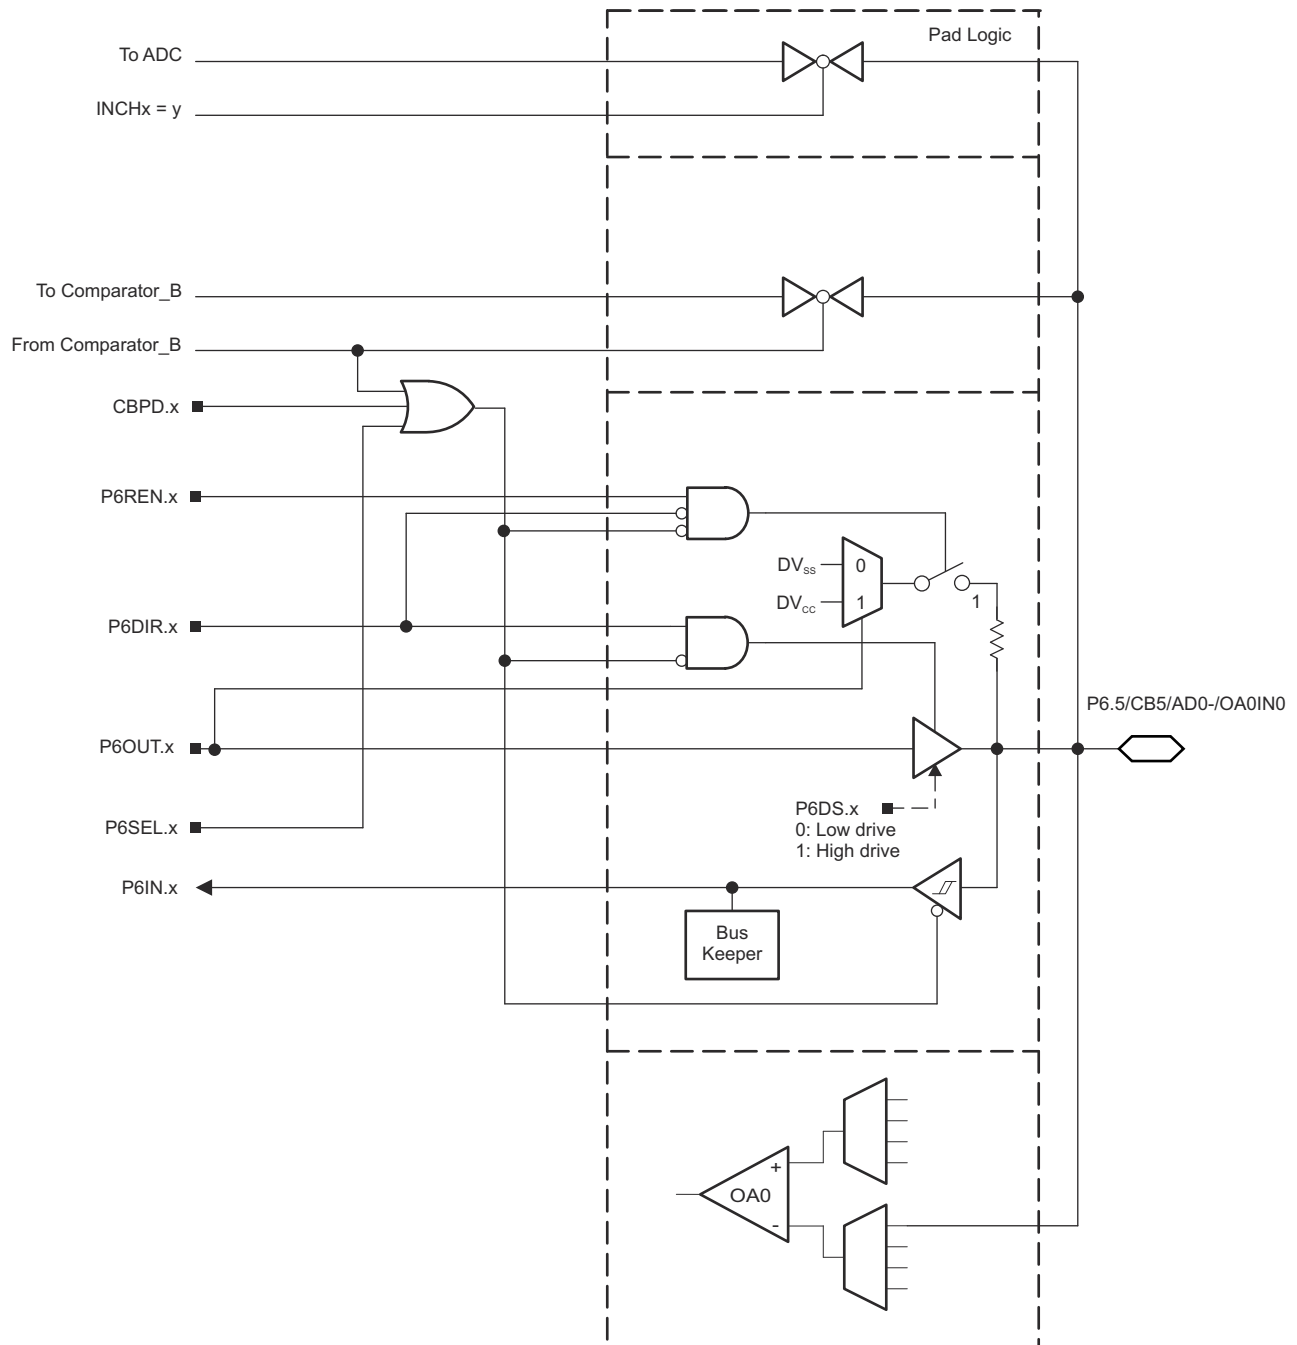 Pad Logic
To ADC
INCHx = y
To Comparator_B
From Comparator_B
CBPD.x
P6REN.x
DVSS
0
DVCC
1
1
P6DIR.x
P6OUT.x
P6.5/CB5/AD0-/OA0IN0
P6DS.x
0: Low drive
1: High drive
P6SEL.x
P6IN.x
Bus
Keeper
+
OA0
-